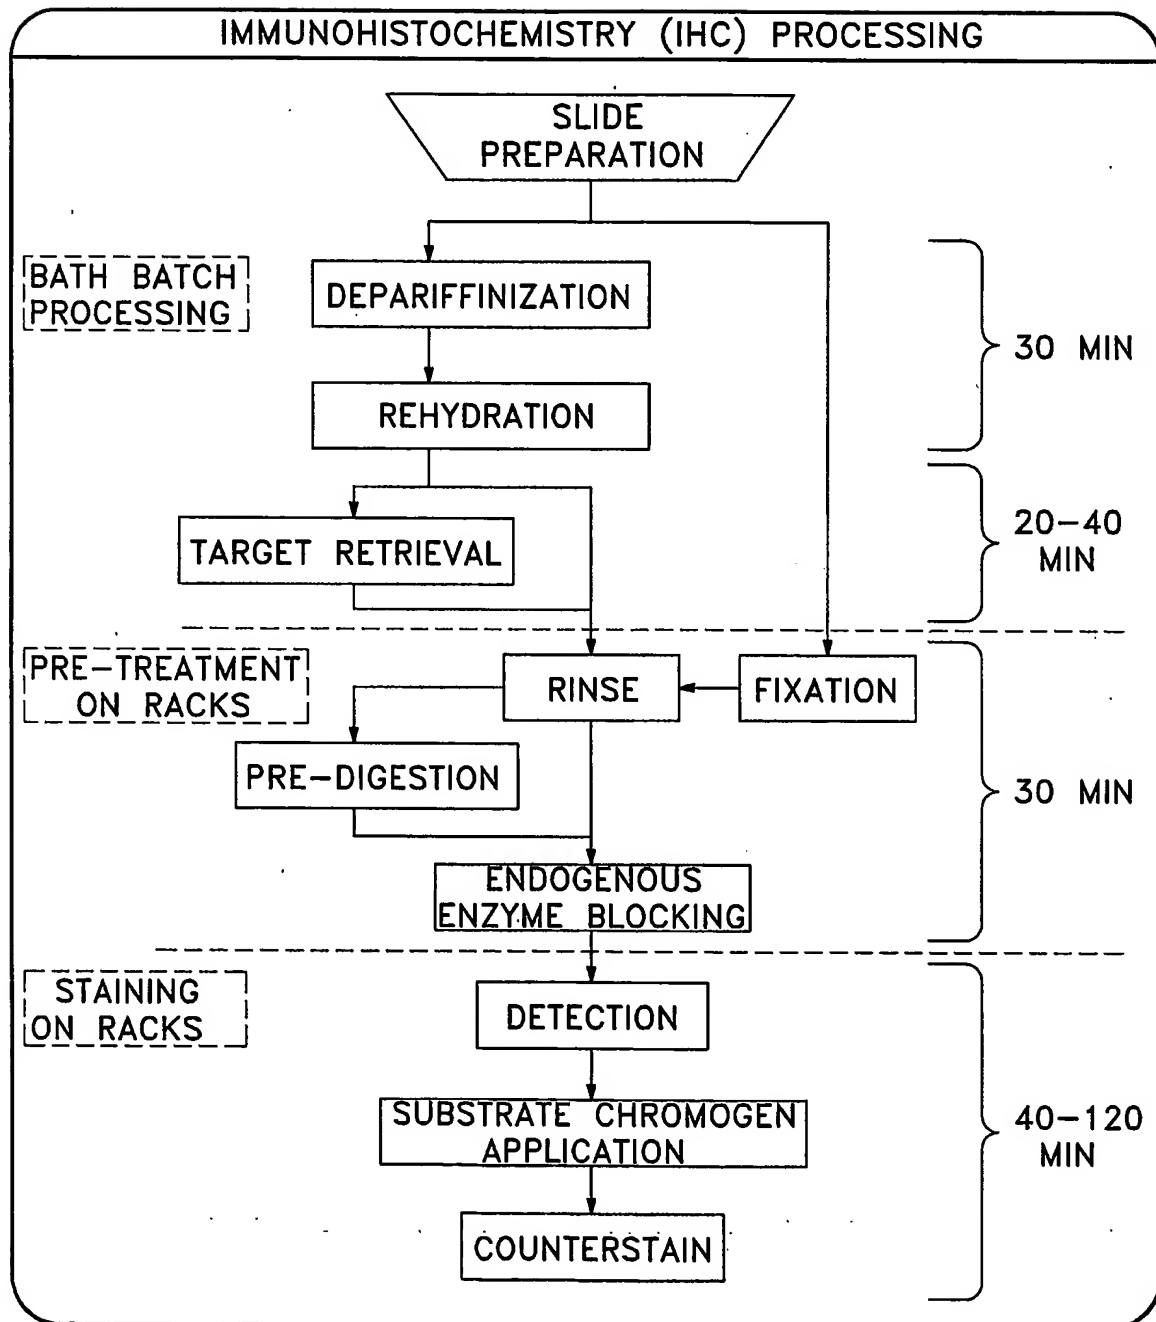 IMMUNOHISTOCHEMISTRY (IHC) PROCESSING
SLIDE
PREPARATION
BATH BATCH
PROCESSING
DEPARIFFINIZATION
30 MIN
REHYDRATION
TARGET RETRIEVAL
20-40
MIN
PRE-TREATMENT
ON RACKS
RINSE
FIXATION
PRE-DIGESTION
30 MIN
ENDOGENOUS
ENZYME BLOCKING
STAINING
ON RACKS
DETECTION
SUBSTRATE CHROMOGEN
APPLICATION
40-120
MIN
COUNTERSTAIN